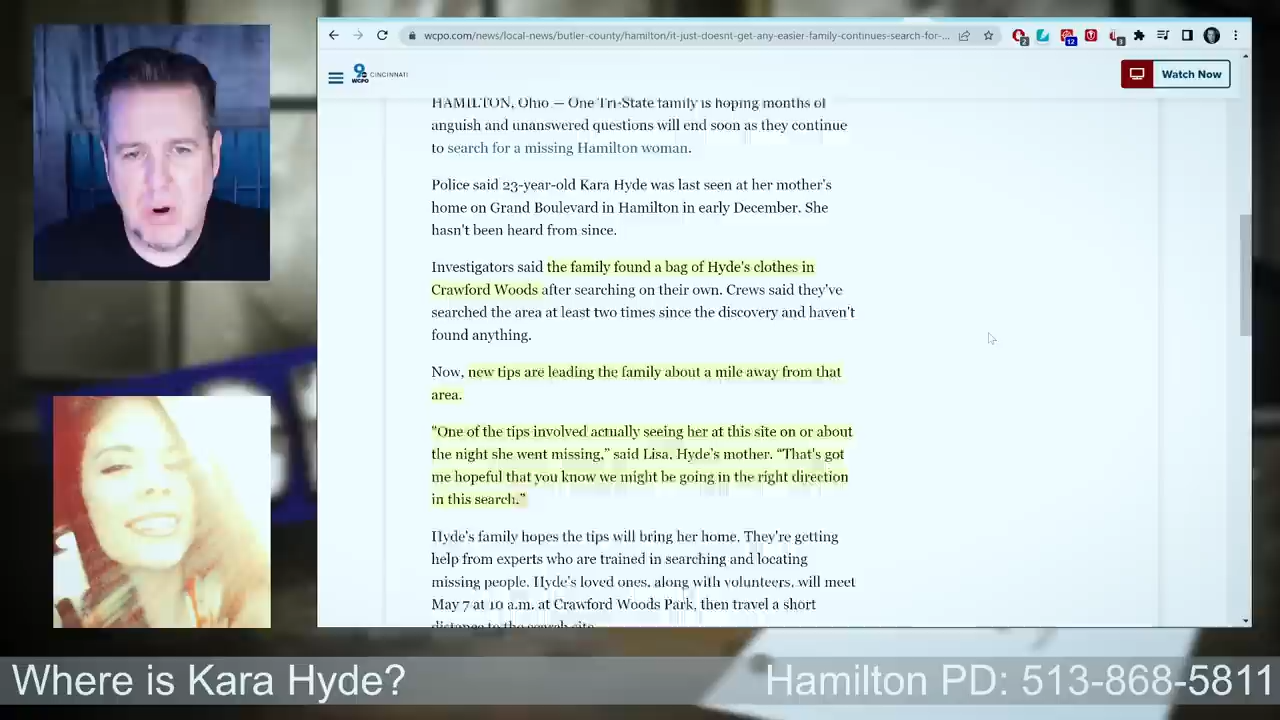 wcpo.com/news/local-news/butler-county/hamilton/it-just-doesnt-get-any-easier-family-continues-search-for-...
2
12
3
9
WCPO
CINCINNATI
Watch Now
HAMILTON, Ohio — One Tri-State family is hoping months of
anguish and unanswered questions will end soon as they continue
to search for a missing Hamilton woman.
Police said 23-year-old Kara Hyde was last seen at her mother's
home on Grand Boulevard in Hamilton in early December. She
hasn't been heard from since.
Investigators said the family found a bag of Hyde's clothes in
Crawford Woods after searching on their own. Crews said they've
searched the area at least two times since the discovery and haven't
found anything.
Now, new tips are leading the family about a mile away from that
area.
“One of the tips involved actually seeing her at this site on or about
the night she went missing,” said Lisa, Hyde's mother. “That's got
me hopeful that you know we might be going in the right direction
in this search.”
Hyde's family hopes the tips will bring her home. They're getting
help from experts who are trained in searching and locating
missing people. Hyde's loved ones, along with volunteers, will meet
May 7 at 10 a.m. at Crawford Woods Park, then travel a short
distance to the search site.
Where is Kara Hyde?
Hamilton PD: 513-868-5811